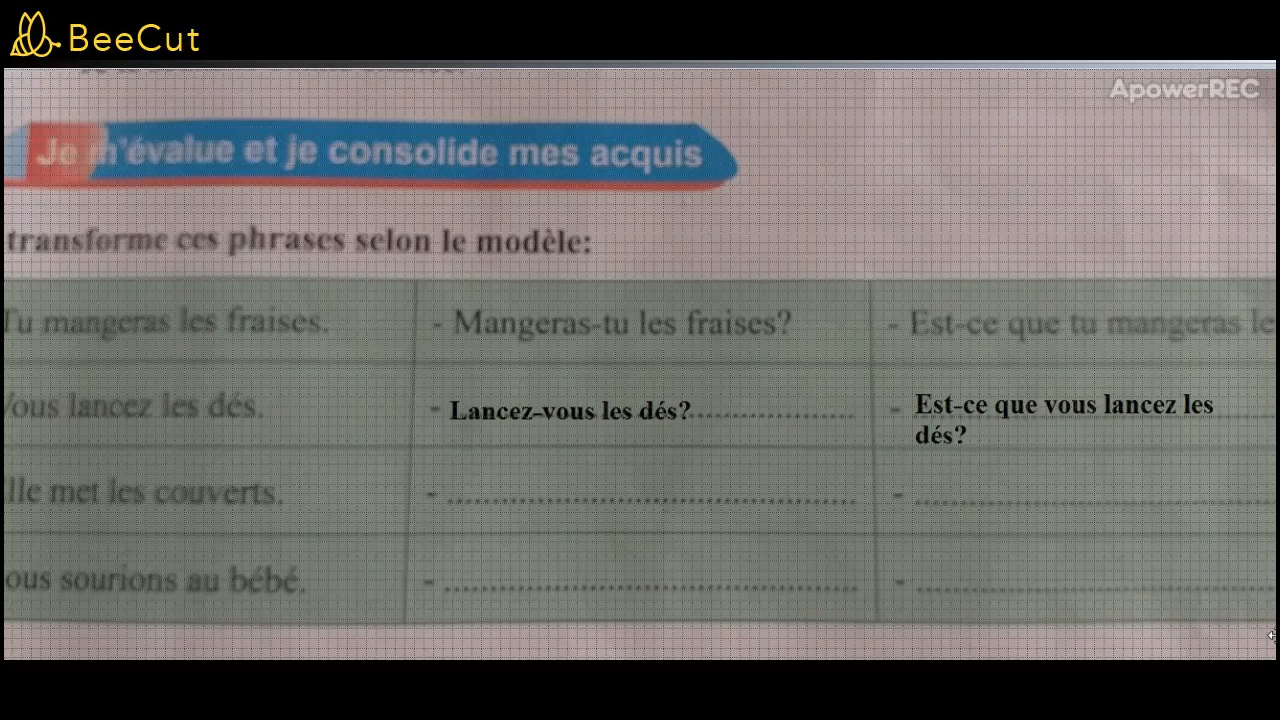 BeeCut
ApowerREC
Je m'évalue et je consolide mes acquis
transforme ces phrases selon le modèle:
Tu mangeras les fraises. - Mangeras-tu les fraises? - Est-ce que tu mangeras le
Vous lancez les dés. - Lancez-vous les dés?.................. - Est-ce que vous lancez les
dés?
lle met les couverts. - .................................................. - ..................................................
ous sourions au bébé. - .................................................. - ..................................................